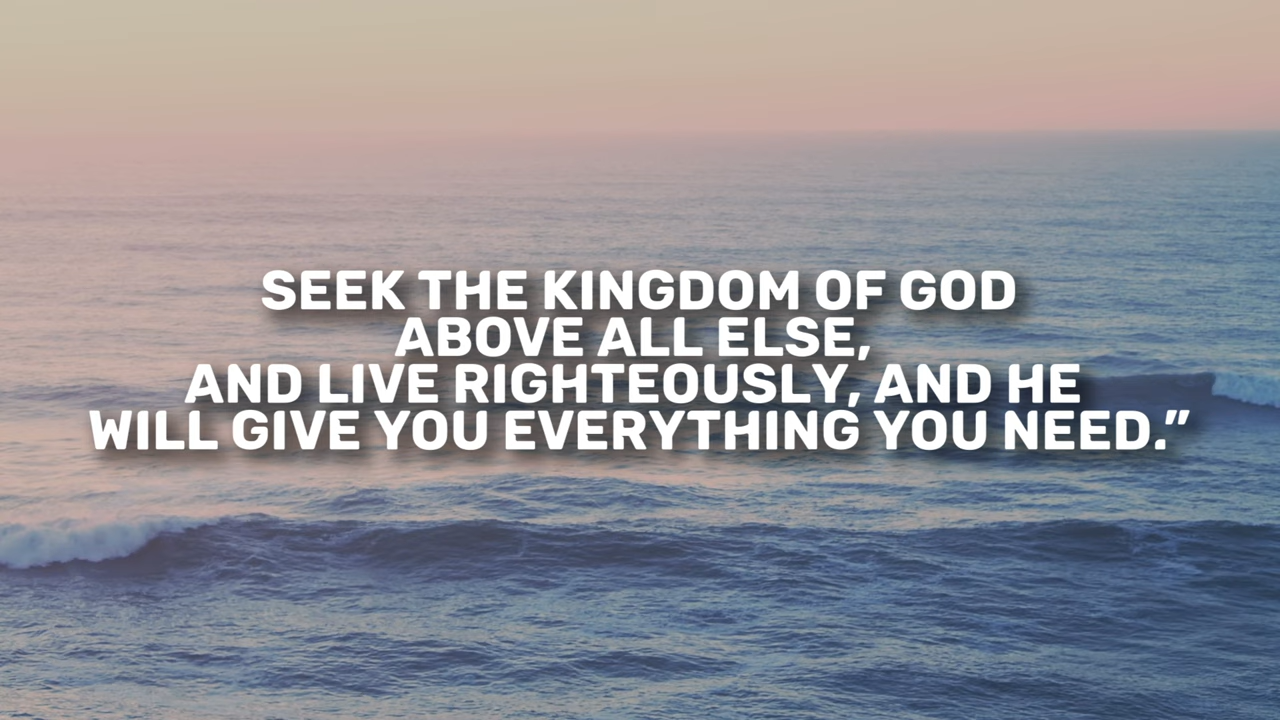 SEEK THE KINGDOM OF GOD
ABOVE ALL ELSE,
AND LIVE RIGHTEOUSLY, AND HE
WILL GIVE YOU EVERYTHING YOU NEED.”